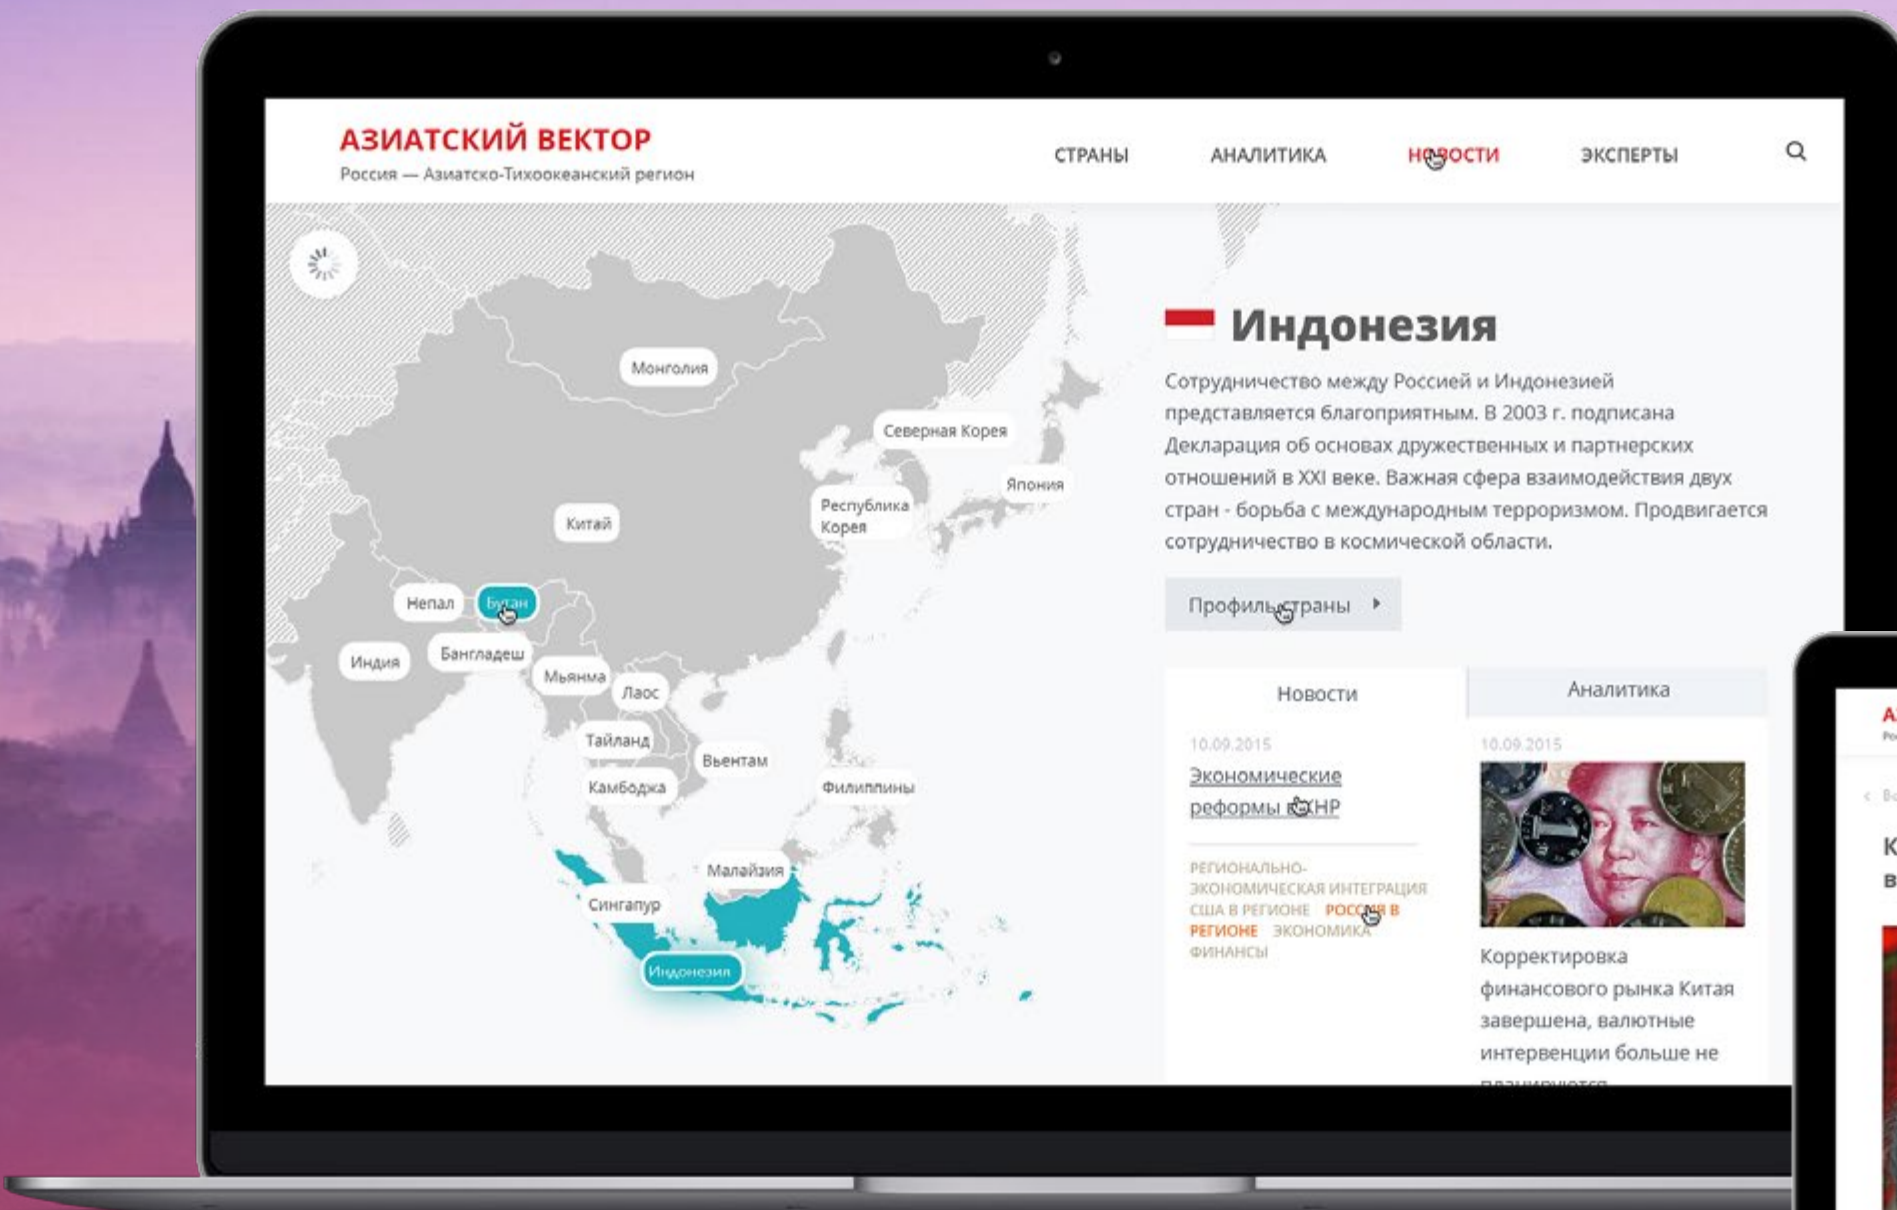 АЗИАТСКИЙ ВЕКТОР
Россия — Азиатско-Тихоокеанский регион
СТРАНЫ
АНАЛИТИКА
НОВОСТИ
ЭКСПЕРТЫ
Монголия
Северная Корея
Япония
Республика
Корея
Китай
Непал
Бутан
Индия
Бангладеш
Мьянма
Лаос
Тайланд
Вьентам
Камбоджа
Филиппины
Малайзия
Сингапур
Индонезия
Индонезия
Сотрудничество между Россией и Индонезией
представляется благоприятным. В 2003 г. подписана
Декларация об основах дружественных и партнерских
отношений в XXI веке. Важная сфера взаимодействия двух
стран - борьба с международным терроризмом. Продвигается
сотрудничество в космической области.
Профиль страны
Новости
10.09.2015
Экономические
реформы в КНР
РЕГИОНАЛЬНО-
ЭКОНОМИЧЕСКАЯ ИНТЕГРАЦИЯ
США В РЕГИОНЕ РОССИЯ В
РЕГИОНЕ ЭКОНОМИКА
ФИНАНСЫ
Аналитика
10.09.2015
Корректировка
финансового рынка Китая
завершена, валютные
интервенции больше не
планируются